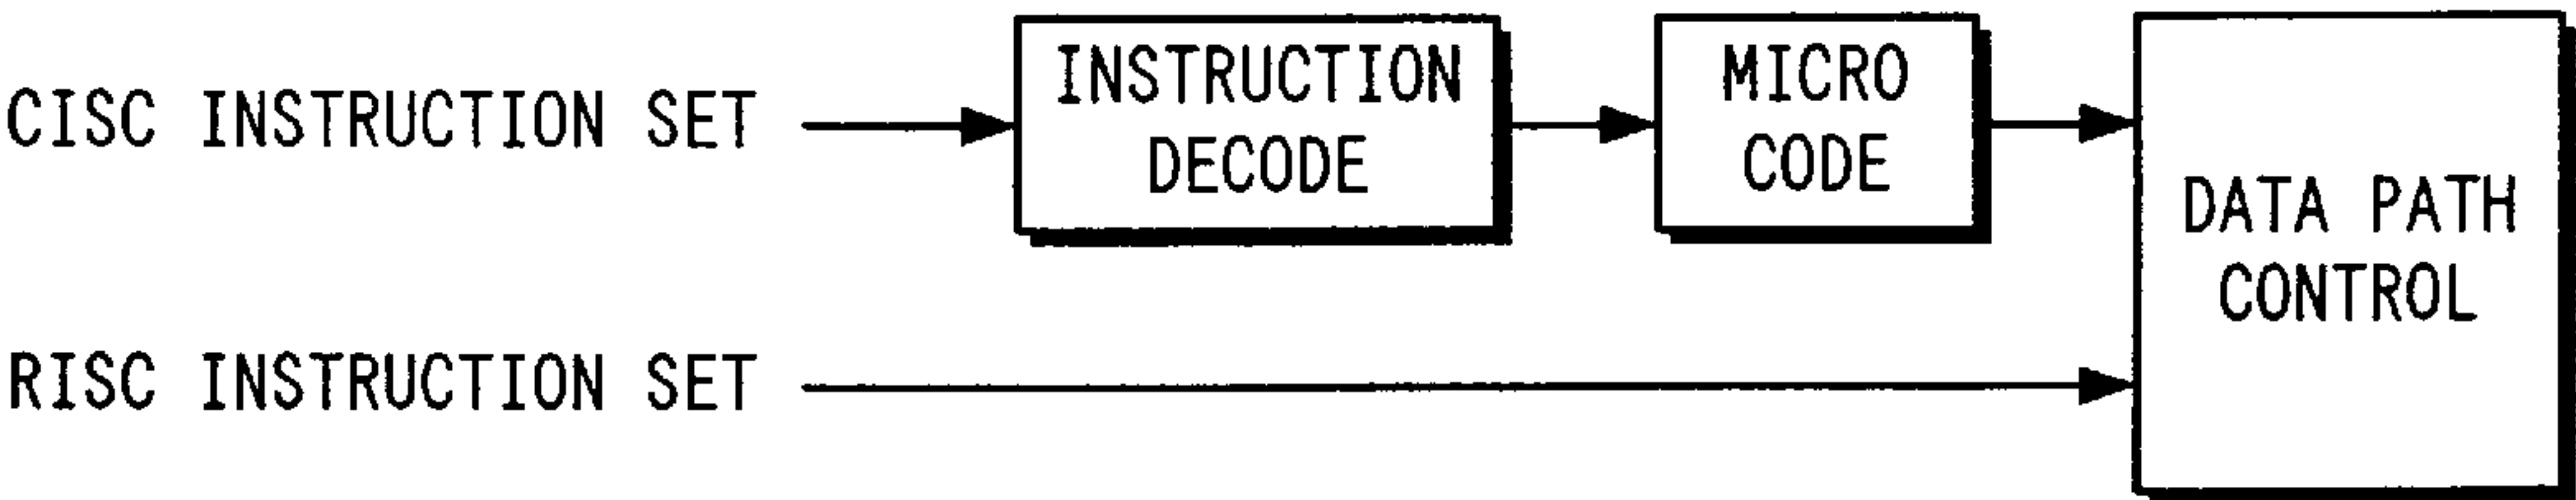 CISC INSTRUCTION SET
INSTRUCTION
DECODE
MICRO
CODE
DATA PATH
CONTROL
RISC INSTRUCTION SET